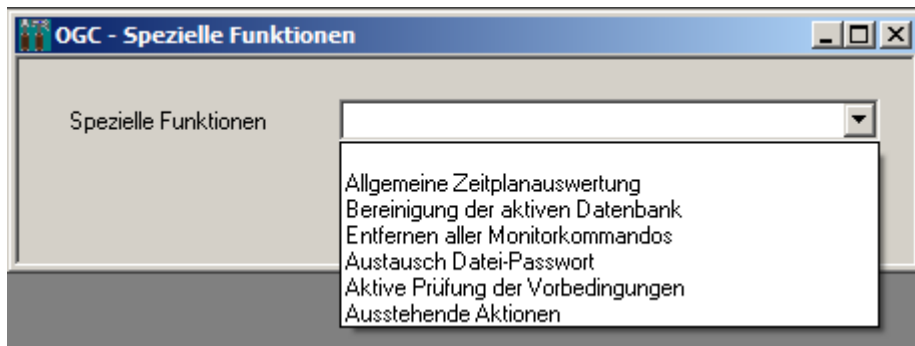 OGC - Spezielle Funktionen
Spezielle Funktionen
Allgemeine Zeitplanauswertung
Bereinigung der aktiven Datenbank
Entfernen aller Monitorkommandos
Austausch Datei-Passwort
Aktive Prüfung der Vorbedingungen
Ausstehende Aktionen